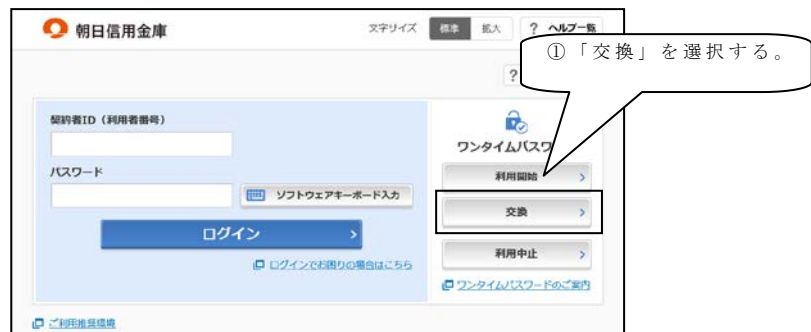 朝日信用金庫
文字サイズ 標準 拡大 ? ヘルプ一覧
①「交換」を選択する。
?
契約者ID（利用者番号）
ワンタイムパスワ
パスワード
利用開始
ソフトウェアキーボード入力
交換
ログイン
利用中止
ログインでお困りの場合はこちら
ワンタイムパスワードのご案内
ご利用推奨環境